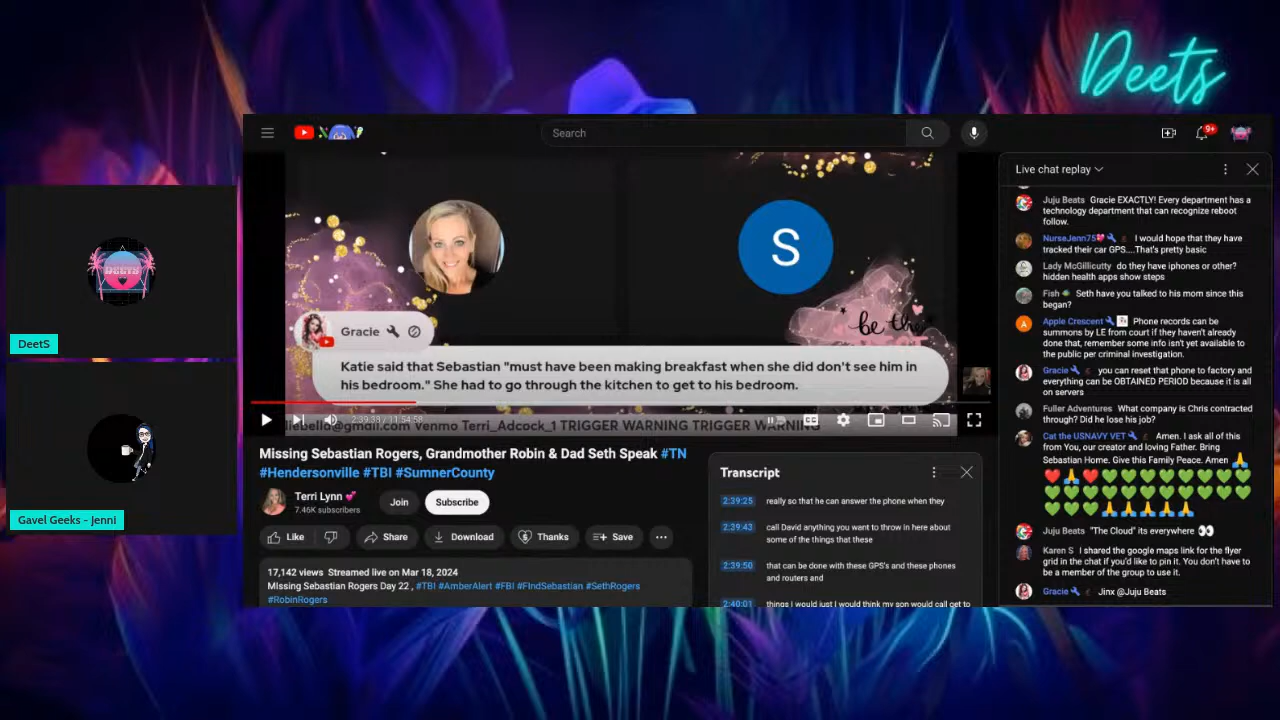 Deets
Search
9+
DEETS
DeetS
Gavel Geeks - Jenni
S
be the
Gracie
Katie said that Sebastian "must have been making breakfast when she did don't see him in
his bedroom." She had to go through the kitchen to get to his bedroom.
2:39:38 / 11:54:58
liebella@gmail.com Venmo Terri_Adcock_1 TRIGGER WARNING TRIGGER WARNING
Missing Sebastian Rogers, Grandmother Robin & Dad Seth Speak #TN
#Hendersonville #TBI #SumnerCounty
Terri Lynn 💕
7.46K subscribers
Join
Subscribe
Like
Share
Download
Thanks
Save
17,142 views Streamed live on Mar 18, 2024
Missing Sebastian Rogers Day 22 , #TBI #AmberAlert #FBI #FIndSebastian #SethRogers
#RobinRogers
Transcript
2:39:25 really so that he can answer the phone when they
2:39:43 call David anything you want to throw in here about
some of the things that these
2:39:50 that can be done with these GPS's and these phones
and routers and
2:40:01 things I would just I would think my son would call get to
Live chat replay
Juju Beats Gracie EXACTLY! Every department has a
technology department that can recognize reboot
follow.
NurseJenn75💖 I would hope that they have
tracked their car GPS....That's pretty basic
Lady McGillicutty do they have iphones or other?
hidden health apps show steps
Fish Seth have you talked to his mom since this
began?
Apple Crescent Phone records can be
summons by LE from court if they haven't already
done that, remember some info isn't yet available to
the public per criminal investigation.
Gracie you can reset that phone to factory and
everything can be OBTAINED PERIOD because it is all
on servers
Fuller Adventures What company is Chris contracted
through? Did he lose his job?
Cat the USNAVY VET Amen. I ask all of this
from You, our creator and loving Father. Bring
Sebastian Home. Give this Family Peace. Amen 🙏
❤️🙏❤️💚💚💚💚💚💚💚💚💚
💚💚💚💚💚💚💚💚💚💚💚💚
💚💚🙏🙏🙏🙏🙏🙏
Juju Beats "The Cloud" its everywhere 👀
Karen S I shared the google maps link for the flyer
grid in the chat if you'd like to pin it. You don't have to
be a member of the group to use it.
Gracie Jinx @Juju Beats